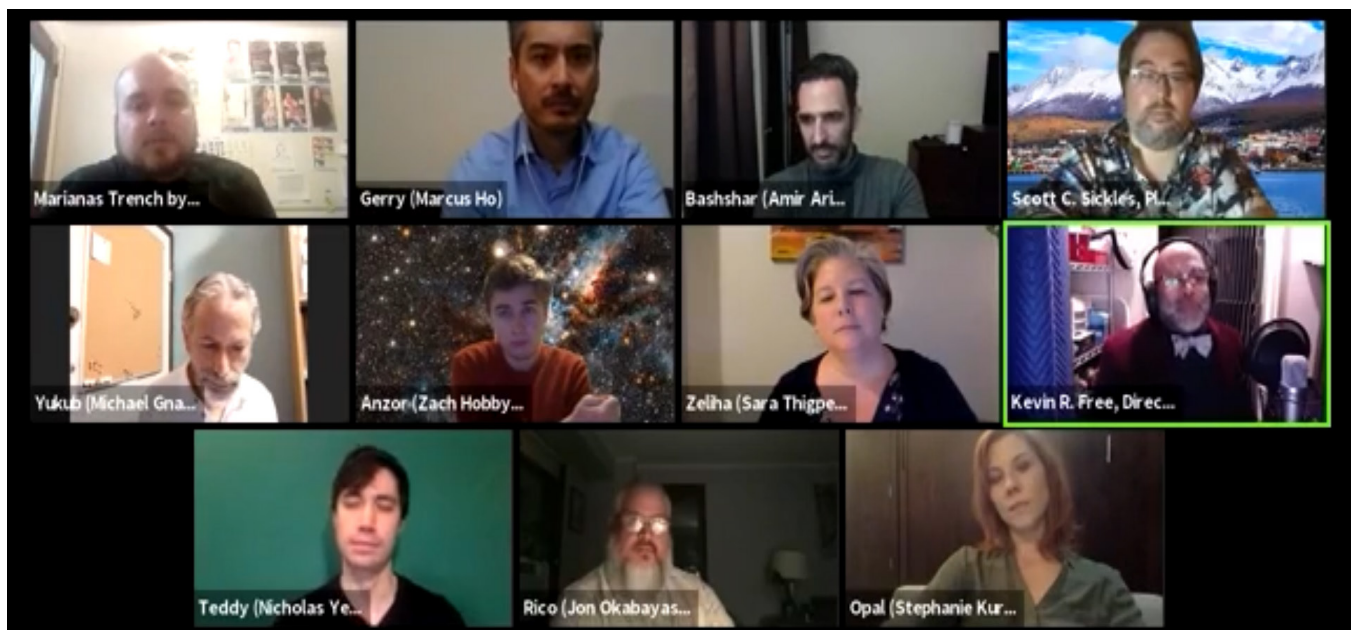 Marianas Trench by...
Gerry (Marcus Ho)
Bashshar (Amir Ari...
Scott C. Sickles, Pl...
Yukub (Michael Gna...
Anzor (Zach Hobby...
Zeliha (Sara Thigpe...
Kevin R. Free, Direc...
Teddy (Nicholas Ye...
Rico (Jon Okabayas...
Opal (Stephanie Kur...